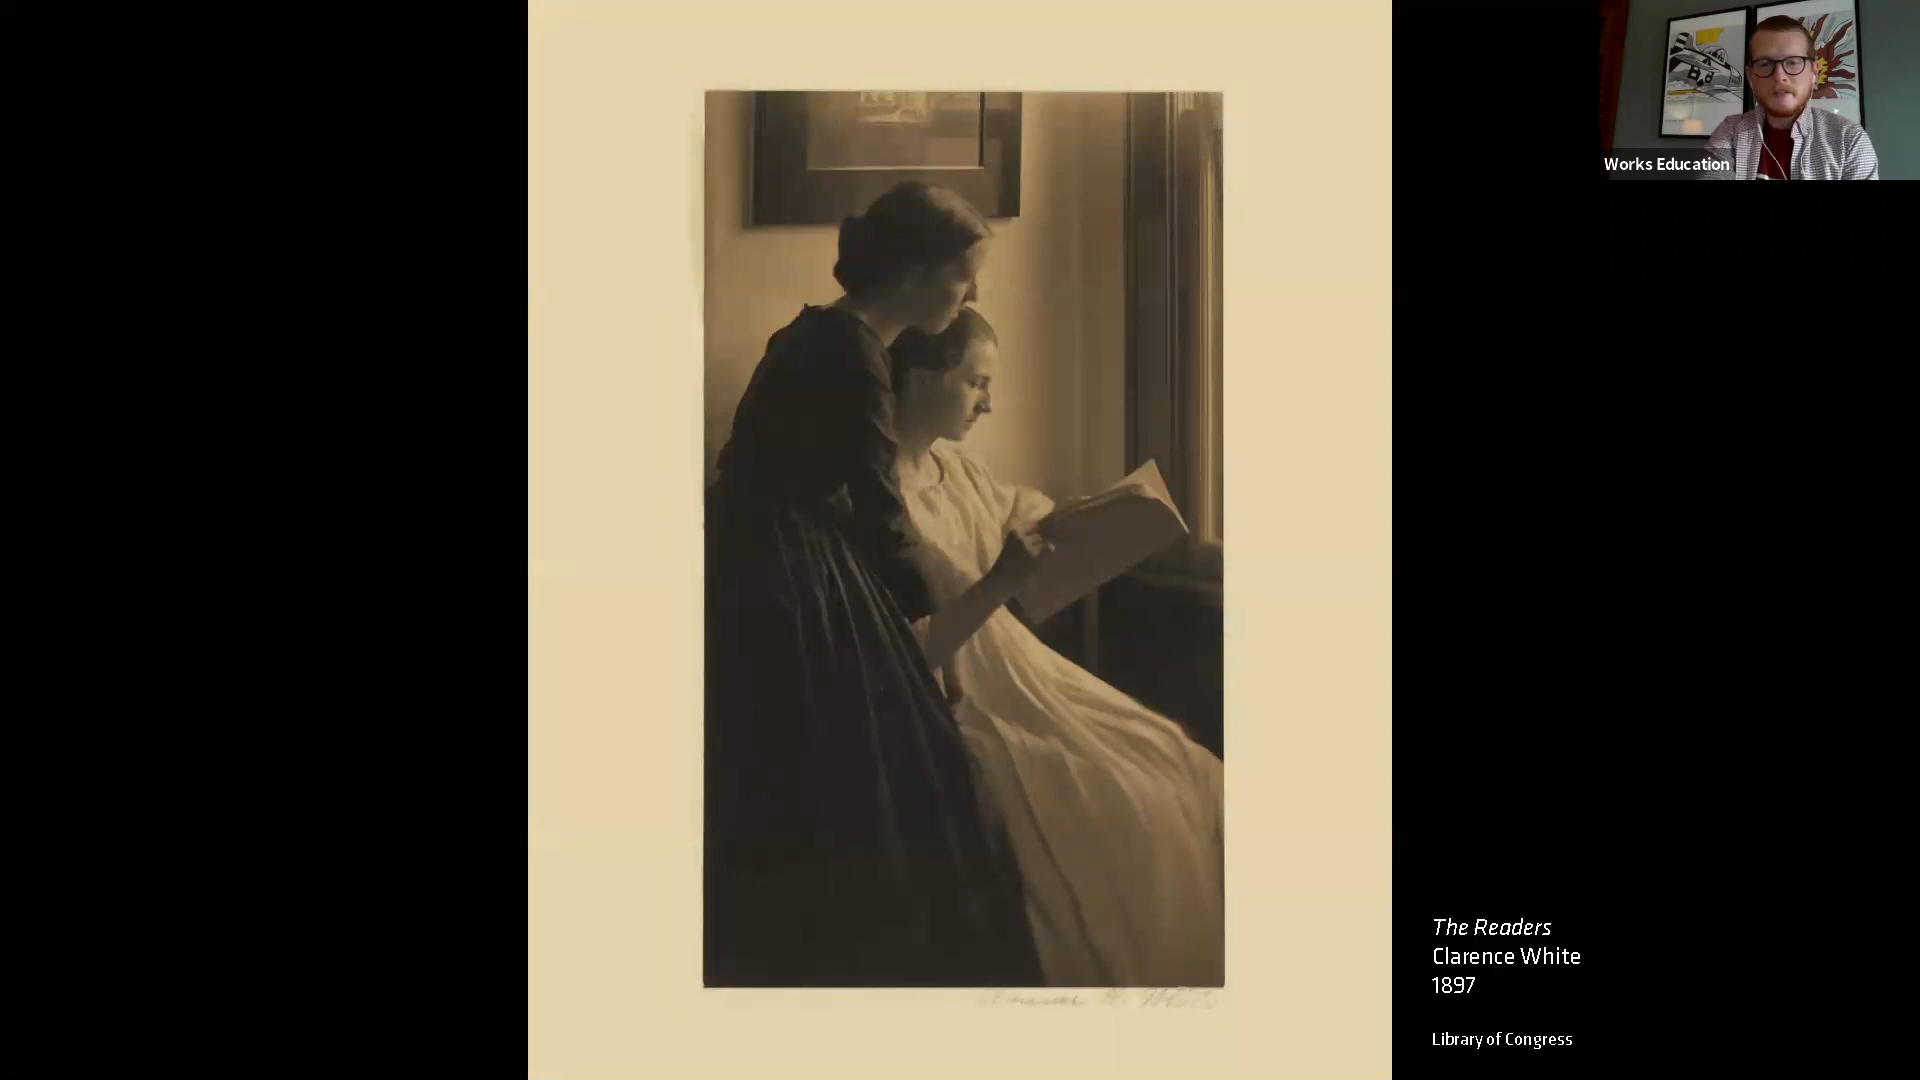 Works Education
The Readers
Clarence White
1897
Library of Congress